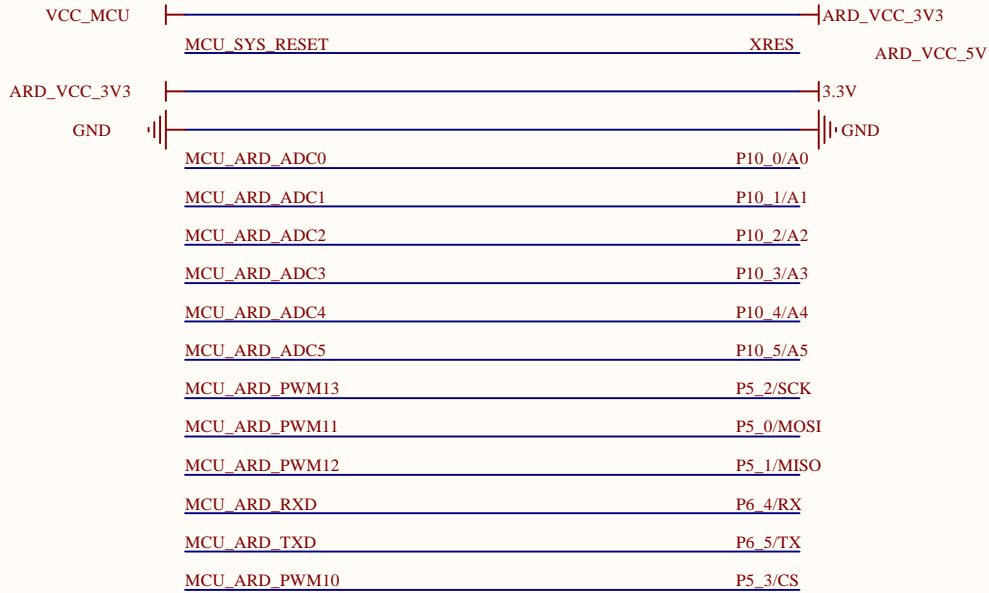 VCC_MCU ARD_VCC_3V3
MCU_SYS_RESET XRES
ARD_VCC_5V
ARD_VCC_3V3 3.3V
GND GND
MCU_ARD_ADC0 P10_0/A0
MCU_ARD_ADC1 P10_1/A1
MCU_ARD_ADC2 P10_2/A2
MCU_ARD_ADC3 P10_3/A3
MCU_ARD_ADC4 P10_4/A4
MCU_ARD_ADC5 P10_5/A5
MCU_ARD_PWM13 P5_2/SCK
MCU_ARD_PWM11 P5_0/MOSI
MCU_ARD_PWM12 P5_1/MISO
MCU_ARD_RXD P6_4/RX
MCU_ARD_TXD P6_5/TX
MCU_ARD_PWM10 P5_3/CS